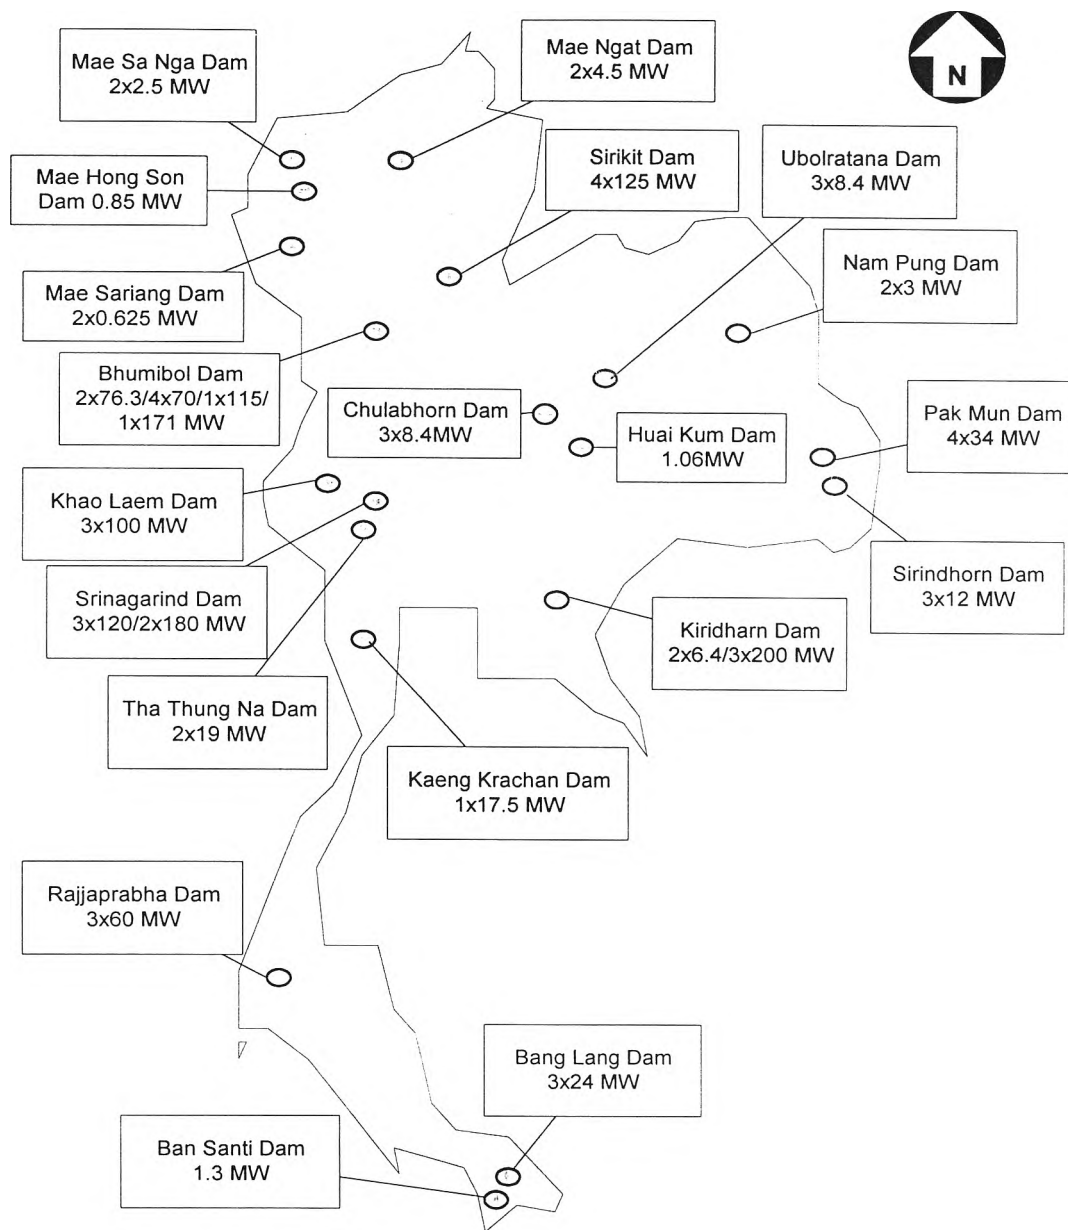 Mae Sa Nga Dam
2x2.5 MW
Mae Ngat Dam
2x4.5 MW
N
Mae Hong Son
Dam 0.85 MW
Sirikit Dam
4x125 MW
Ubolratana Dam
3x8.4 MW
Mae Sariang Dam
2x0.625 MW
Nam Pung Dam
2x3 MW
Bhumibol Dam
2x76.3/4x70/1x115/
1x171 MW
Chulabhorn Dam
3x8.4MW
Huai Kum Dam
1.06MW
Pak Mun Dam
4x34 MW
Khao Laem Dam
3x100 MW
Srinagarind Dam
3x120/2x180 MW
Sirindhorn Dam
3x12 MW
Kiridharn Dam
2x6.4/3x200 MW
Tha Thung Na Dam
2x19 MW
Kaeng Krachan Dam
1x17.5 MW
Rajjaprabha Dam
3x60 MW
Bang Lang Dam
3x24 MW
Ban Santi Dam
1.3 MW